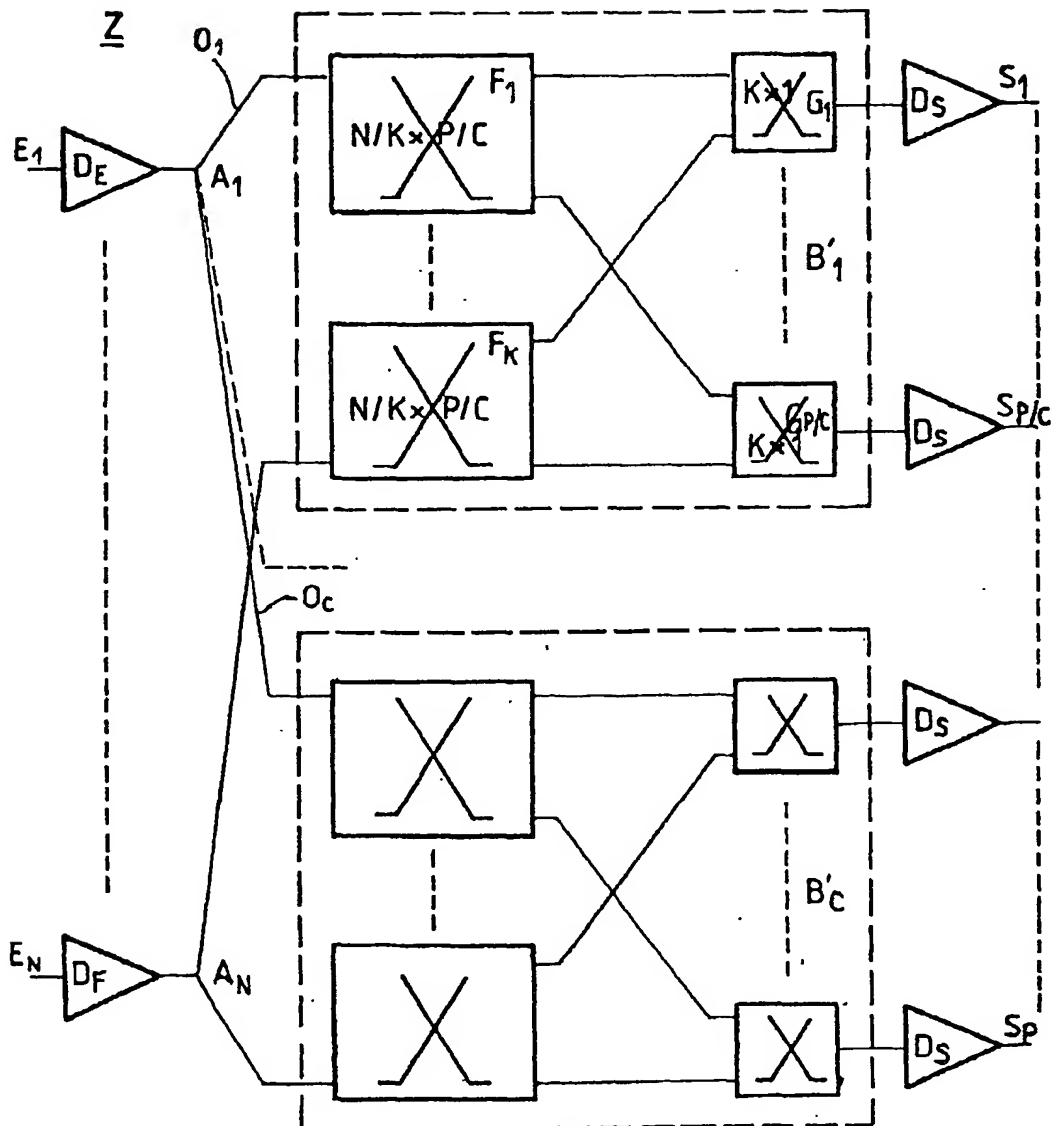 Z
O1
F1
N/K× P/C
K×1
G1
DS
S1
E1
DE
A1
B'1
FK
N/K× P/C
GP/C
K×1
DS
SP/C
OC
DS
B'C
EN
DF
AN
DS
SP